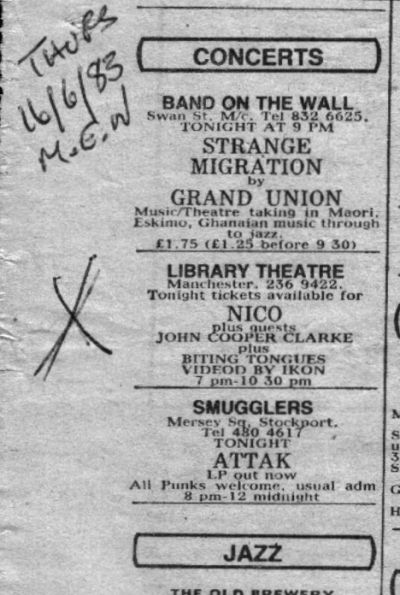 THURS
16/6/83
M.E.N
CONCERTS
BAND ON THE WALL
Swan St. M/c. Tel 832 6625.
TONIGHT AT 9 PM
STRANGE
MIGRATION
by
GRAND UNION
Music/Theatre taking in Maori,
Eskimo, Ghanaian music through
to jazz.
£1.75 (£1.25 before 9 30)
LIBRARY THEATRE
Manchester. 236 9422.
Tonight tickets available for
NICO
plus guests
JOHN COOPER CLARKE
plus
BITING TONGUES
VIDEOD BY IKON
7 pm-10 30 pm
SMUGGLERS
Mersey Sq, Stockport.
Tel 480 4617
TONIGHT
ATTAK
LP out now
All Punks welcome, usual adm
8 pm-12 midnight
JAZZ
THE OLD BREWERY